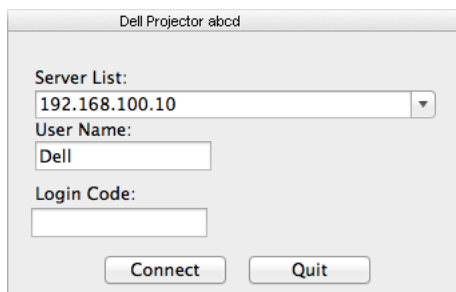 Dell Projector abcd
Server List:
192.168.100.10
User Name:
Dell
Login Code:
Connect Quit